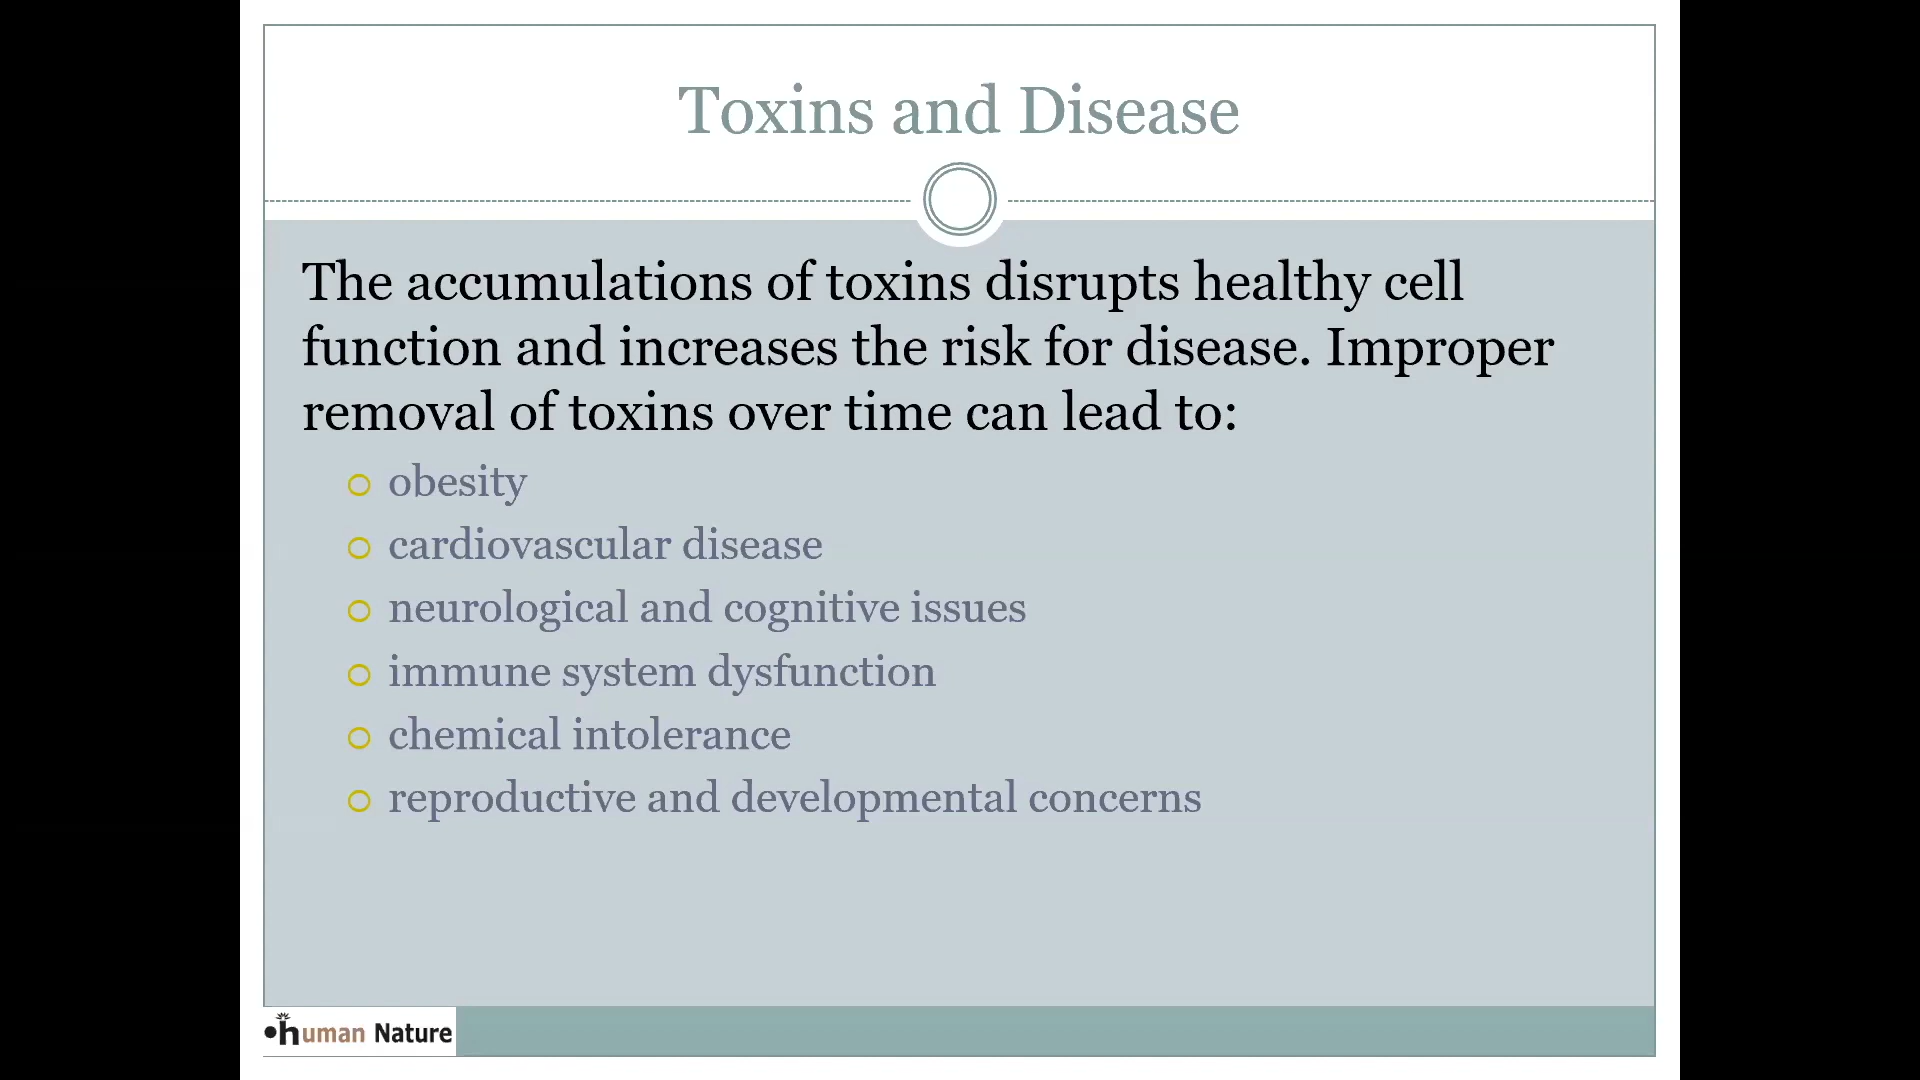 Toxins and Disease
The accumulations of toxins disrupts healthy cell
function and increases the risk for disease. Improper
removal of toxins over time can lead to:
obesity
cardiovascular disease
neurological and cognitive issues
immune system dysfunction
chemical intolerance
reproductive and developmental concerns
human Nature